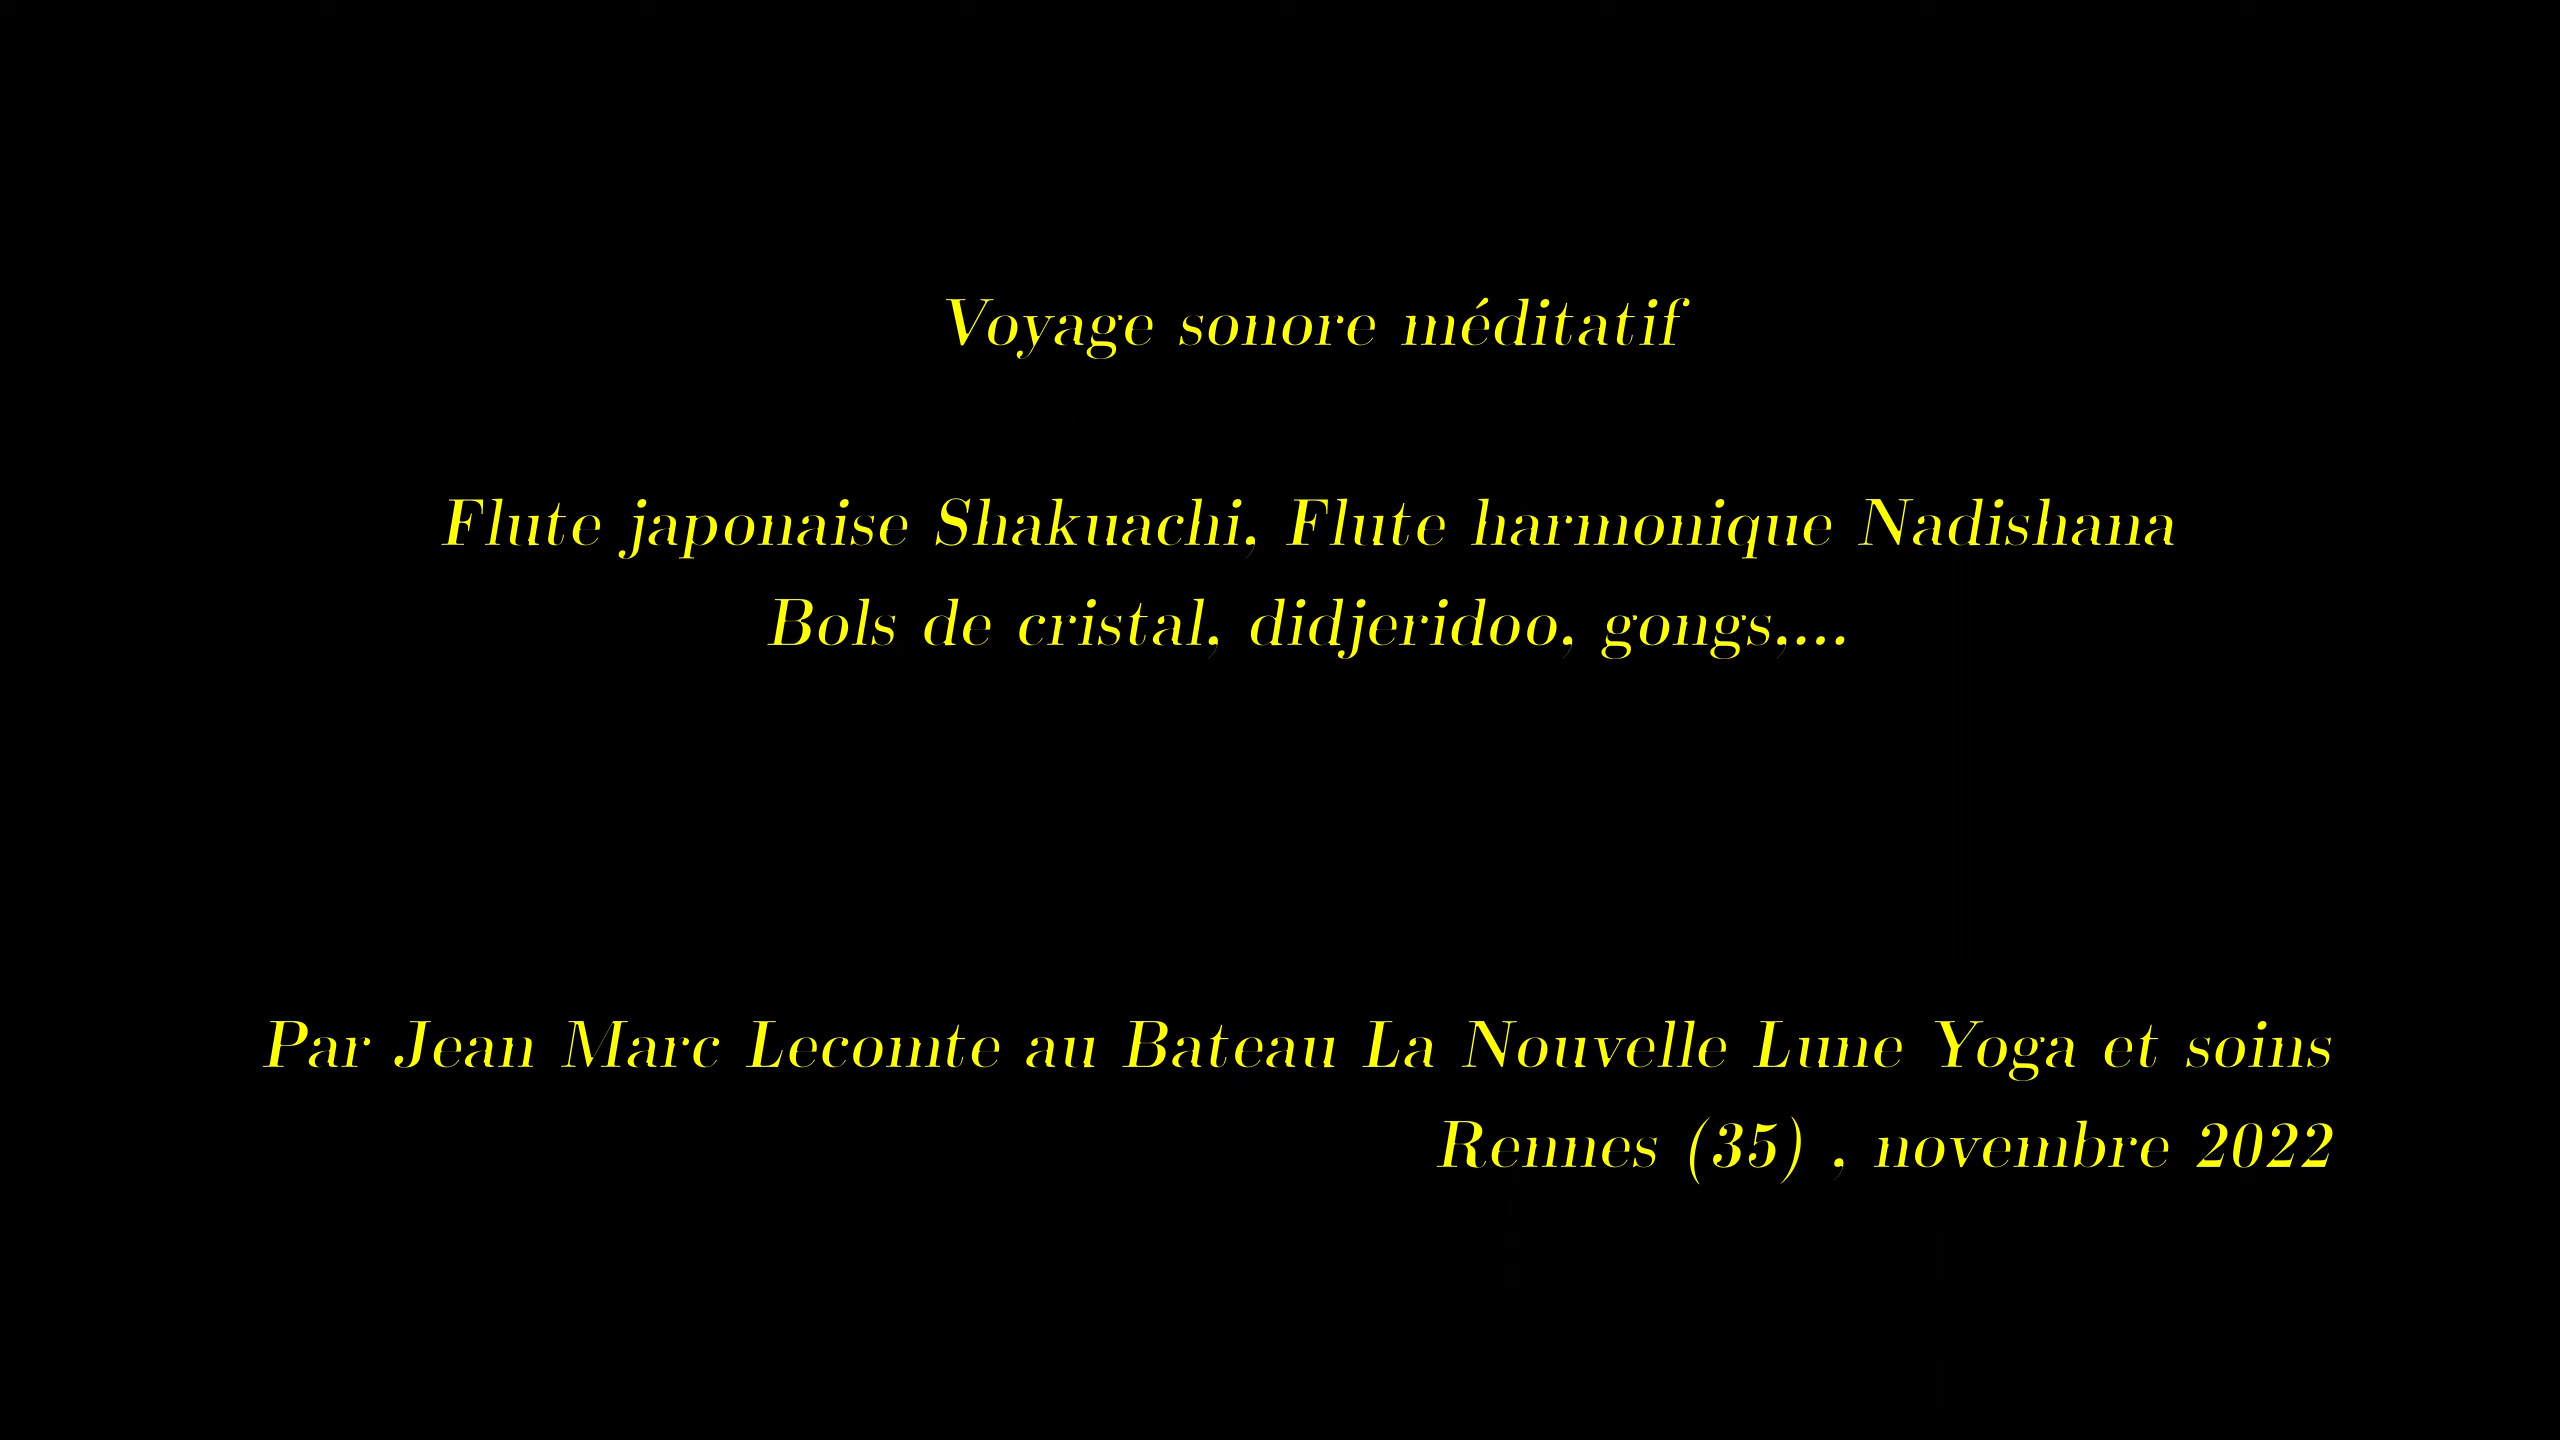 Voyage sonore méditatif
Flute japonaise Shakuachi, Flute harmonique Nadishana
Bols de cristal, didjeridoo, gongs,...
Par Jean Marc Lecomte au Bateau La Nouvelle Lune Yoga et soins
Rennes (35) , novembre 2022